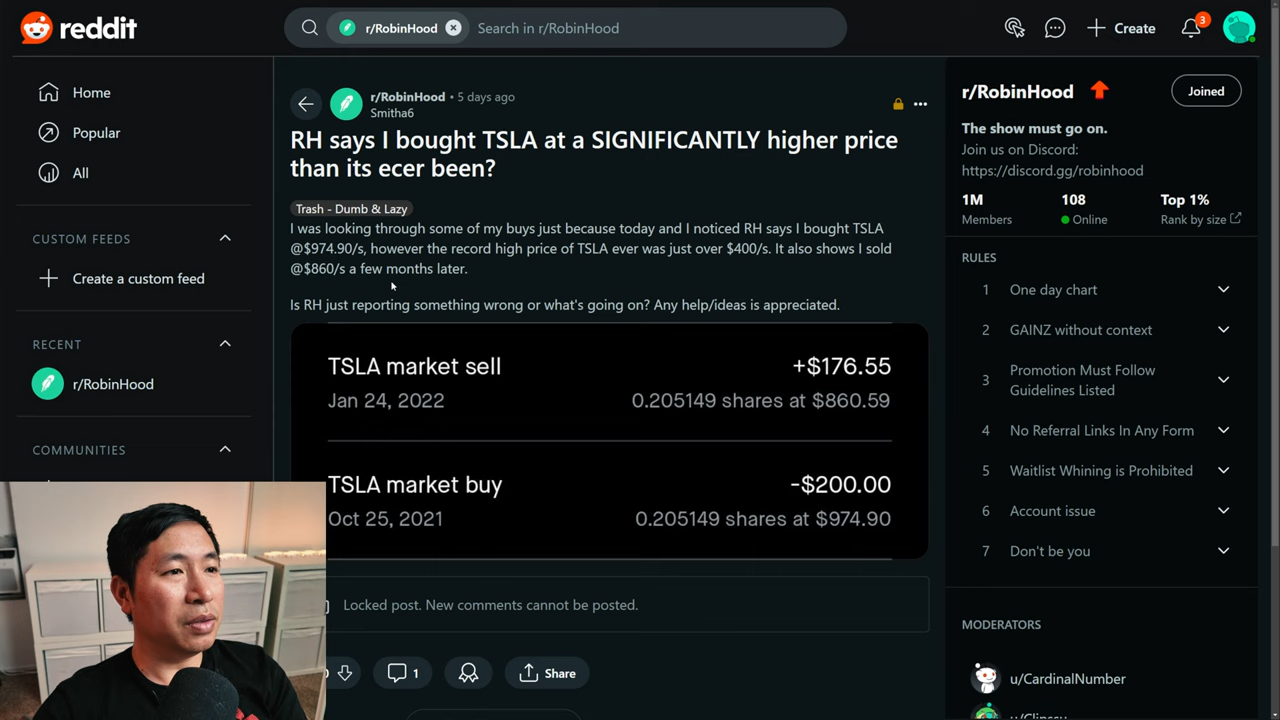 reddit
r/RobinHood
Search in r/RobinHood
Create
3
Home
Popular
All
CUSTOM FEEDS
Create a custom feed
RECENT
r/RobinHood
COMMUNITIES
r/RobinHood • 5 days ago
Smitha6
RH says I bought TSLA at a SIGNIFICANTLY higher price
than its ecer been?
Trash - Dumb & Lazy
I was looking through some of my buys just because today and I noticed RH says I bought TSLA
@$974.90/s, however the record high price of TSLA ever was just over $400/s. It also shows I sold
@$860/s a few months later.
Is RH just reporting something wrong or what's going on? Any help/ideas is appreciated.
TSLA market sell
+$176.55
Jan 24, 2022
0.205149 shares at $860.59
TSLA market buy
-$200.00
Oct 25, 2021
0.205149 shares at $974.90
Locked post. New comments cannot be posted.
1
Share
r/RobinHood
Joined
The show must go on.
Join us on Discord:
https://discord.gg/robinhood
1M
108
Top 1%
Members
Online
Rank by size
RULES
1 One day chart
2 GAINZ without context
3 Promotion Must Follow
Guidelines Listed
4 No Referral Links In Any Form
5 Waitlist Whining is Prohibited
6 Account issue
7 Don't be you
MODERATORS
u/CardinalNumber